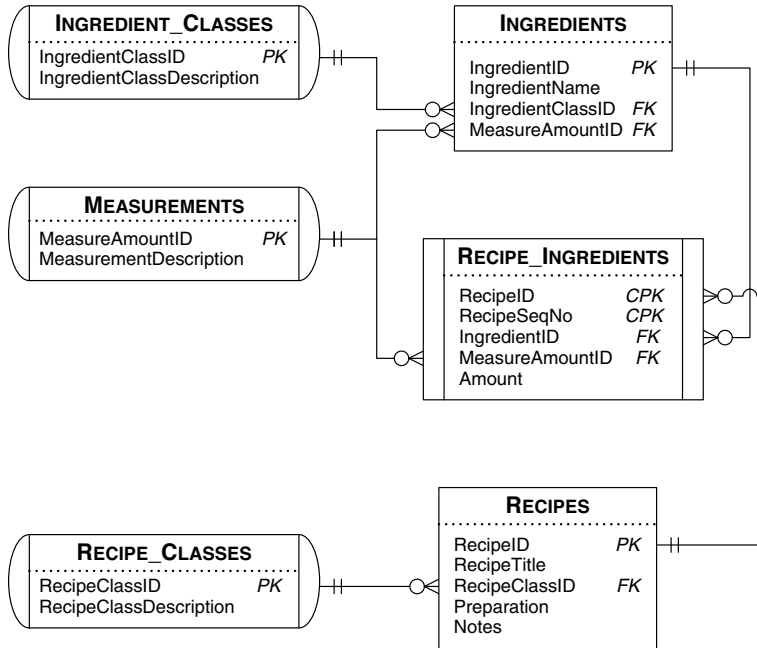 INGREDIENT_CLASSES
IngredientClassID PK
IngredientClassDescription
INGREDIENTS
IngredientID PK
IngredientName
IngredientClassID FK
MeasureAmountID FK
MEASUREMENTS
MeasureAmountID PK
MeasurementDescription
RECIPE_INGREDIENTS
RecipeID CPK
RecipeSeqNo CPK
IngredientID FK
MeasureAmountID FK
Amount
RECIPE_CLASSES
RecipeClassID PK
RecipeClassDescription
RECIPES
RecipeID PK
RecipeTitle
RecipeClassID FK
Preparation
Notes